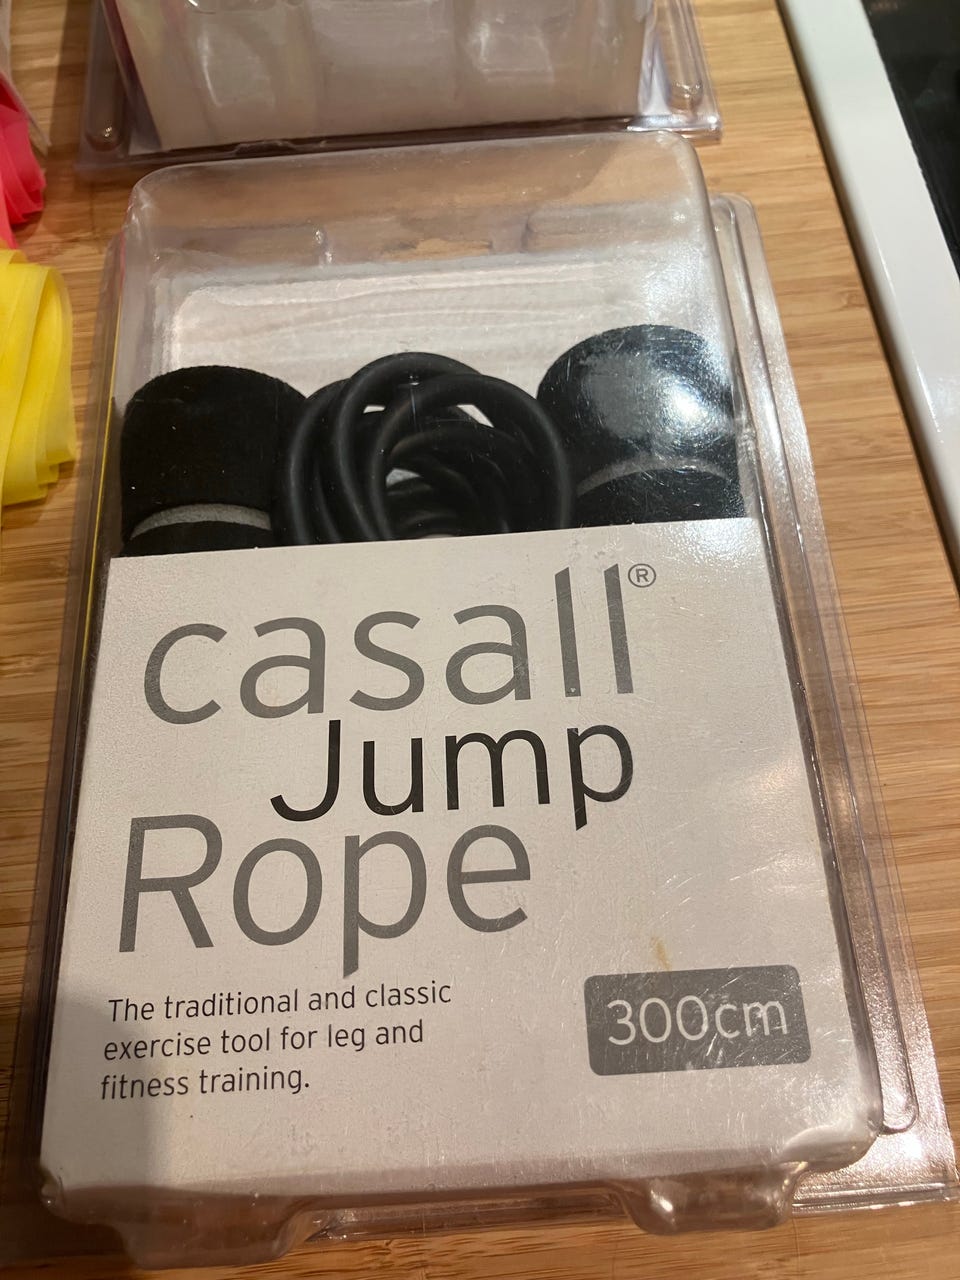 casall®
Jump
Rope
The traditional and classic
exercise tool for leg and
fitness training.
300cm